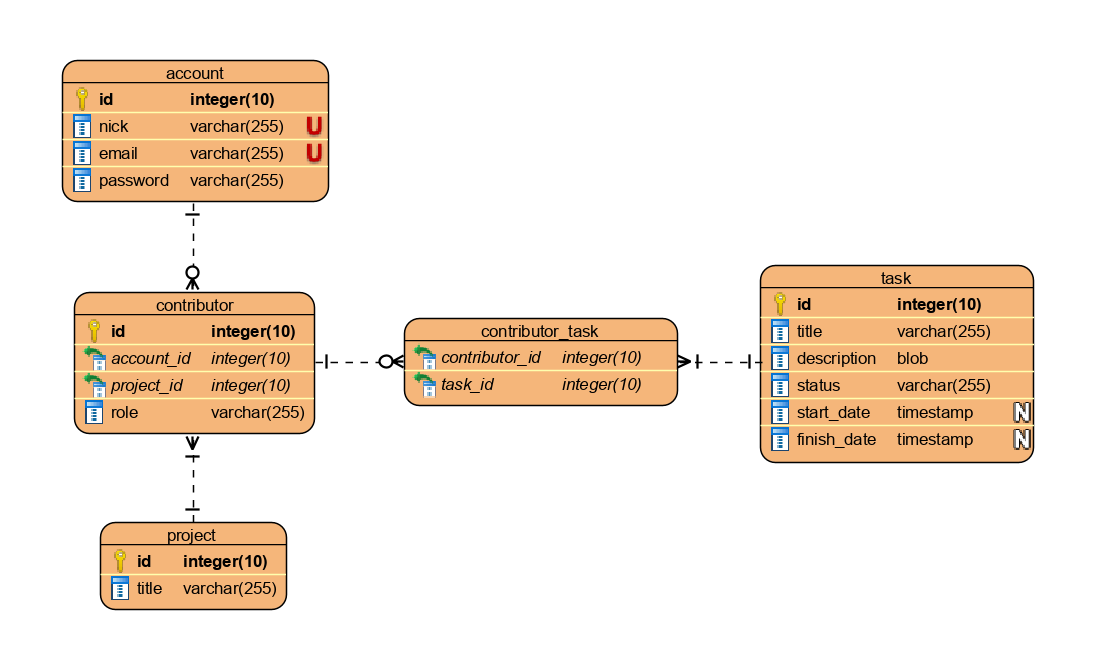 account
id integer(10)
nick varchar(255) U
email varchar(255) U
password varchar(255)
contributor
id integer(10)
account_id integer(10)
project_id integer(10)
role varchar(255)
contributor_task
contributor_id integer(10)
task_id integer(10)
task
id integer(10)
title varchar(255)
description blob
status varchar(255)
start_date timestamp N
finish_date timestamp N
project
id integer(10)
title varchar(255)